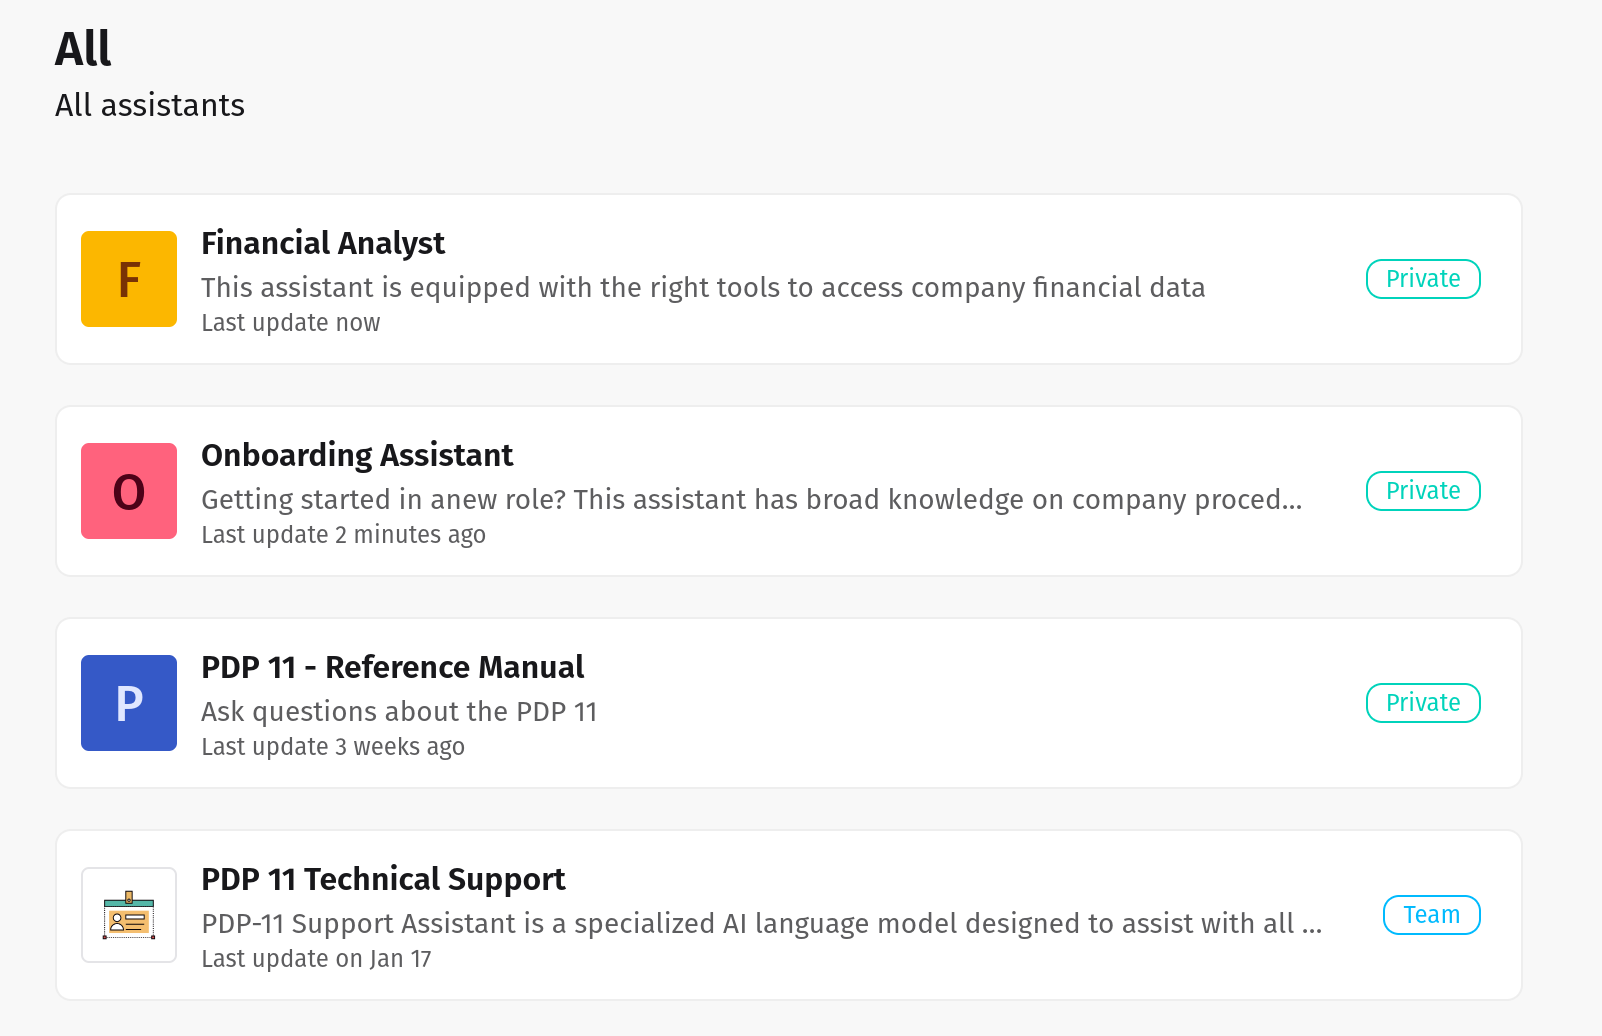 All
All assistants
F
Financial Analyst
This assistant is equipped with the right tools to access company financial data
Last update now
Private
O
Onboarding Assistant
Getting started in anew role? This assistant has broad knowledge on company proced...
Last update 2 minutes ago
Private
P
PDP 11 - Reference Manual
Ask questions about the PDP 11
Last update 3 weeks ago
Private
PDP 11 Technical Support
PDP-11 Support Assistant is a specialized AI language model designed to assist with all ...
Last update on Jan 17
Team